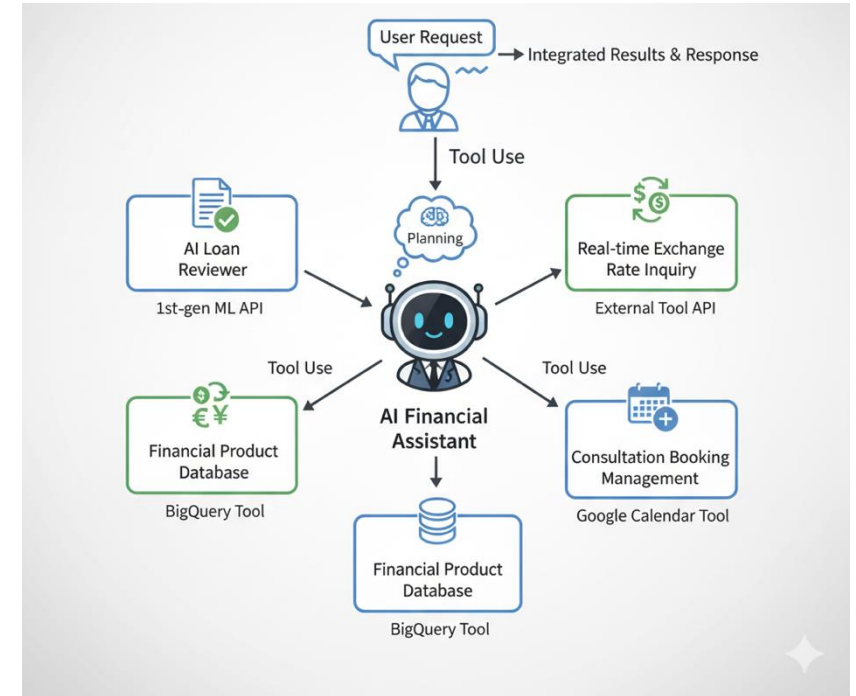 User Request
Integrated Results & Response
Tool Use
Planning
AI Loan
Reviewer
1st-gen ML API
Real-time Exchange
Rate Inquiry
External Tool API
Tool Use
Tool Use
AI Financial
Assistant
Financial Product
Database
BigQuery Tool
Consultation Booking
Management
Google Calendar Tool
Financial Product
Database
BigQuery Tool